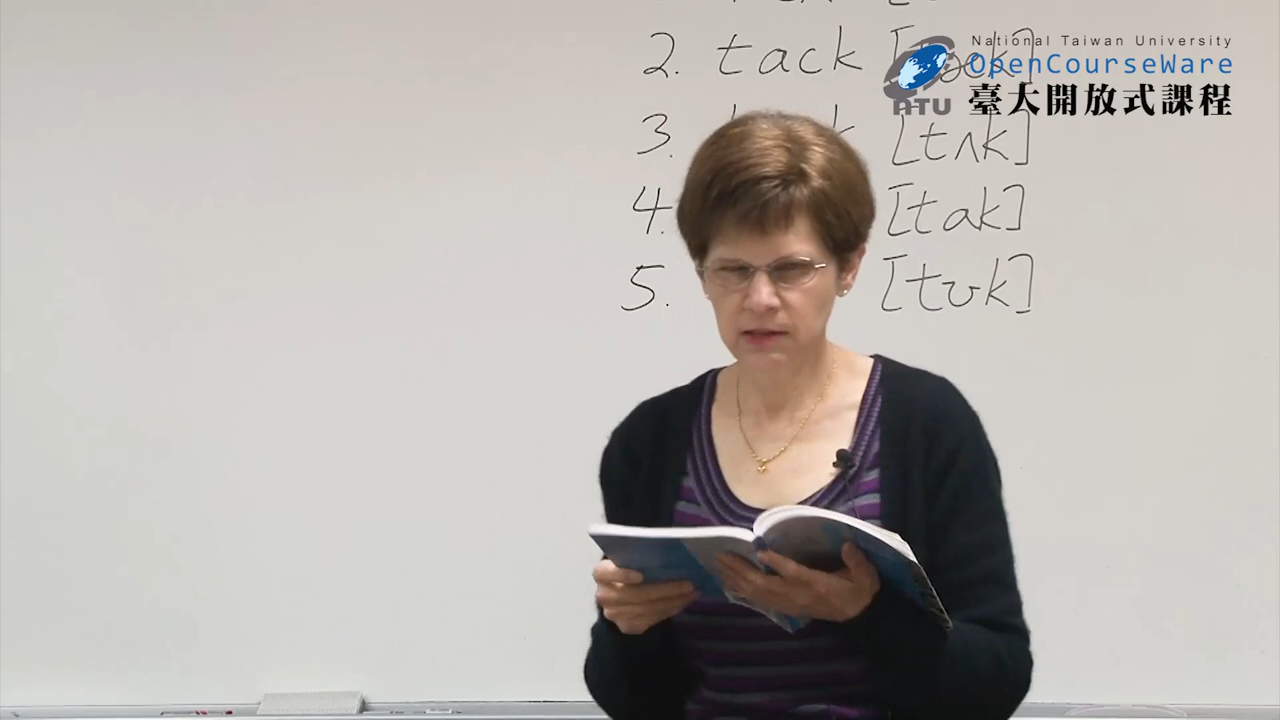 2. tack
National Taiwan University
OpenCourseWare
NTU
臺大開放式課程
3. [tʌk]
4. [tak]
5. [tʊk]